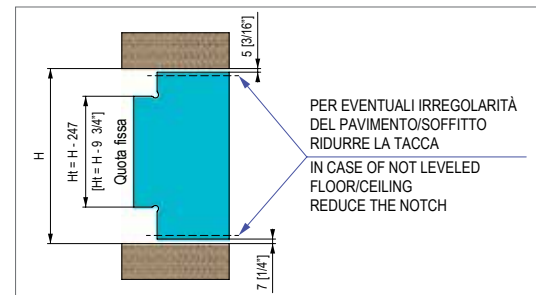 5 [3/16"]
H
Ht = H - 247
[Ht = H - 9 3/4"]
Quota fissa
PER EVENTUALI IRREGOLARITÀ
DEL PAVIMENTO/SOFFITTO
RIDURRE LA TACCA
IN CASE OF NOT LEVELED
FLOOR/CEILING
REDUCE THE NOTCH
7 [1/4"]